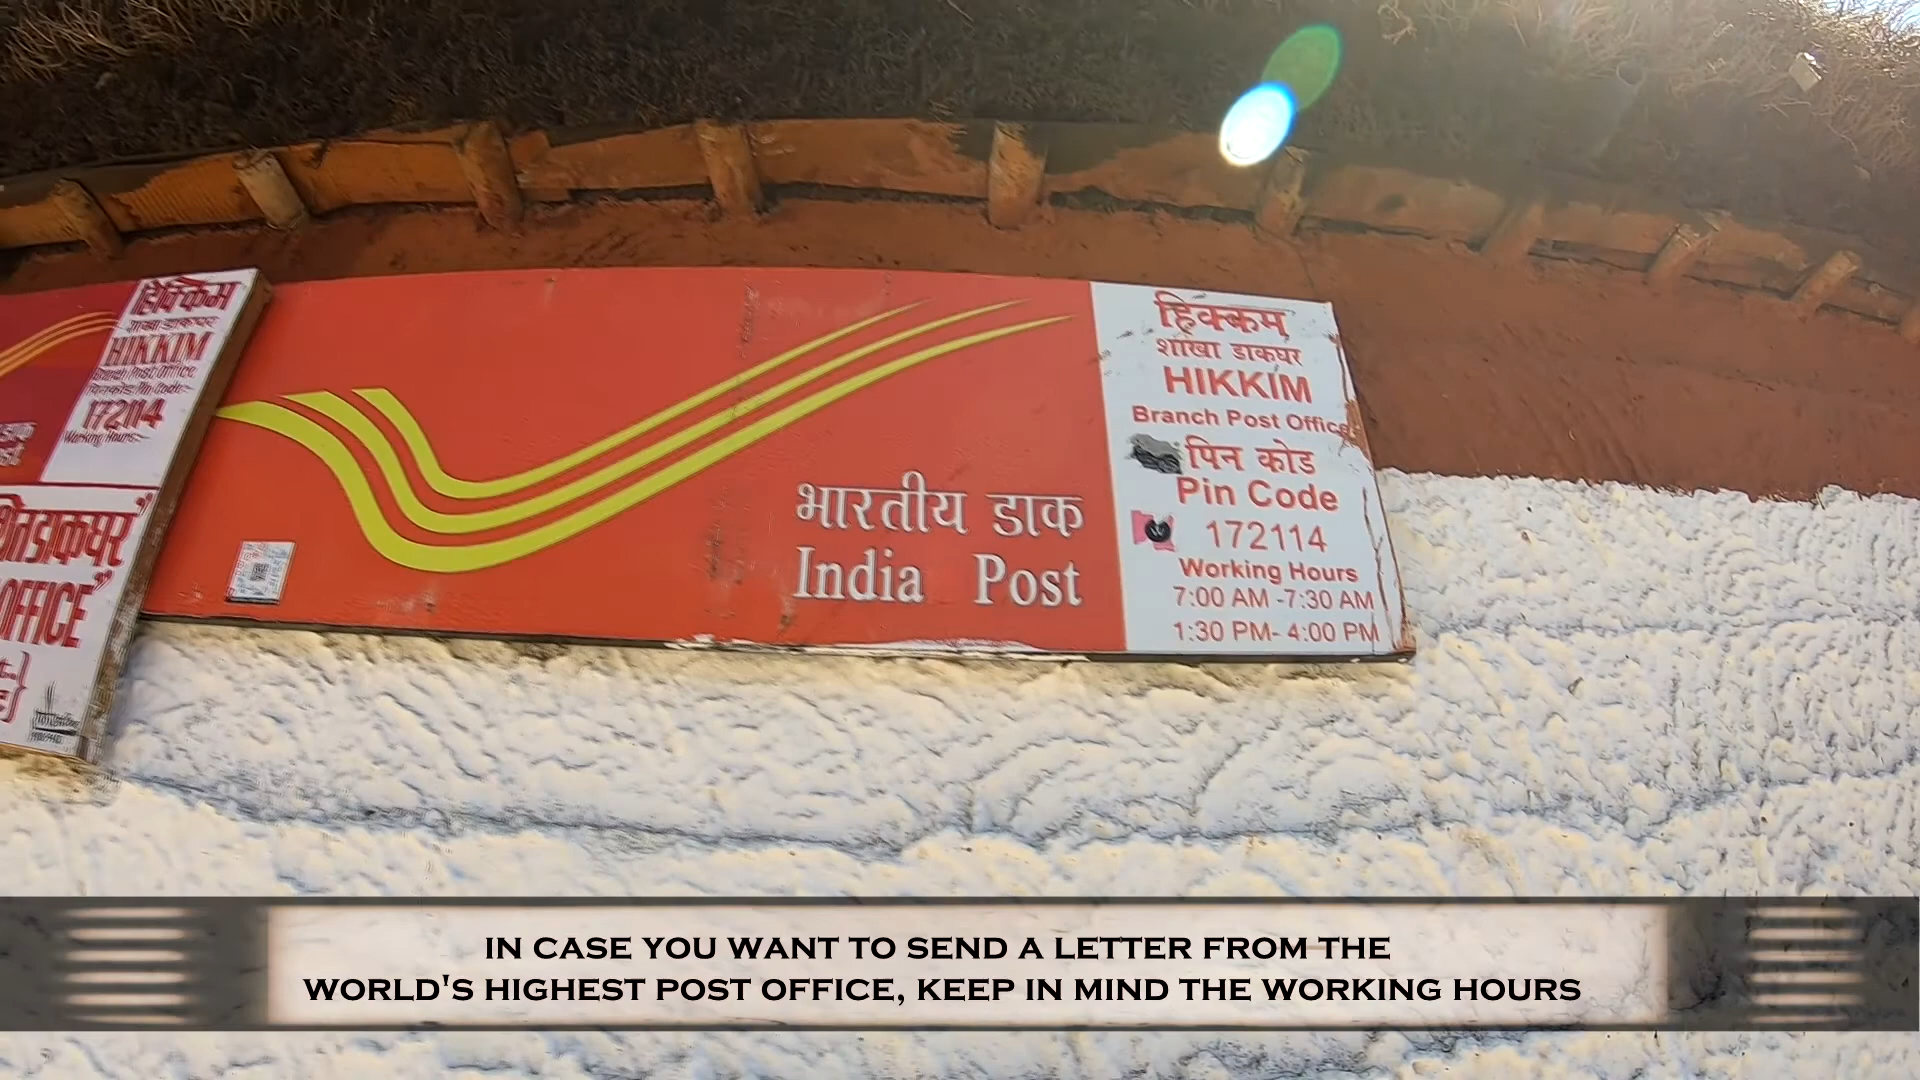 हिक्किम
शाखा डाकघर
HIKKIM
Branch Post Office
172114
Working Hours:-
OFFICE"
भारतीय डाक
India Post
हिक्कम
शाखा डाकघर
HIKKIM
Branch Post Office
पिन कोड
Pin Code
172114
Working Hours
7:00 AM -7:30 AM
1:30 PM- 4:00 PM
IN CASE YOU WANT TO SEND A LETTER FROM THE
WORLD'S HIGHEST POST OFFICE, KEEP IN MIND THE WORKING HOURS